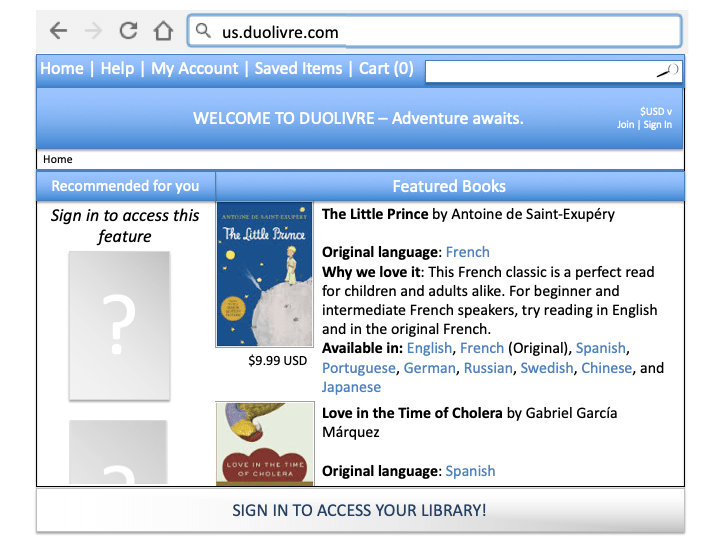 us.duolivre.com
Home | Help | My Account | Saved Items | Cart (0)
WELCOME TO DUOLIVRE – Adventure awaits.
$USD v
Join | Sign In
Home
Recommended for you
Sign in to access this
feature
?
?
Featured Books
ANTOINE DE SAINT-EXUPÉRY
The Little Prince
$9.99 USD
The Little Prince by Antoine de Saint-Exupéry
Original language: French
Why we love it: This French classic is a perfect read
for children and adults alike. For beginner and
intermediate French speakers, try reading in English
and in the original French.
Available in: English, French (Original), Spanish,
Portuguese, German, Russian, Swedish, Chinese, and
Japanese
LOVE IN THE TIME
OF CHOLERA
Love in the Time of Cholera by Gabriel García
Márquez
Original language: Spanish
SIGN IN TO ACCESS YOUR LIBRARY!